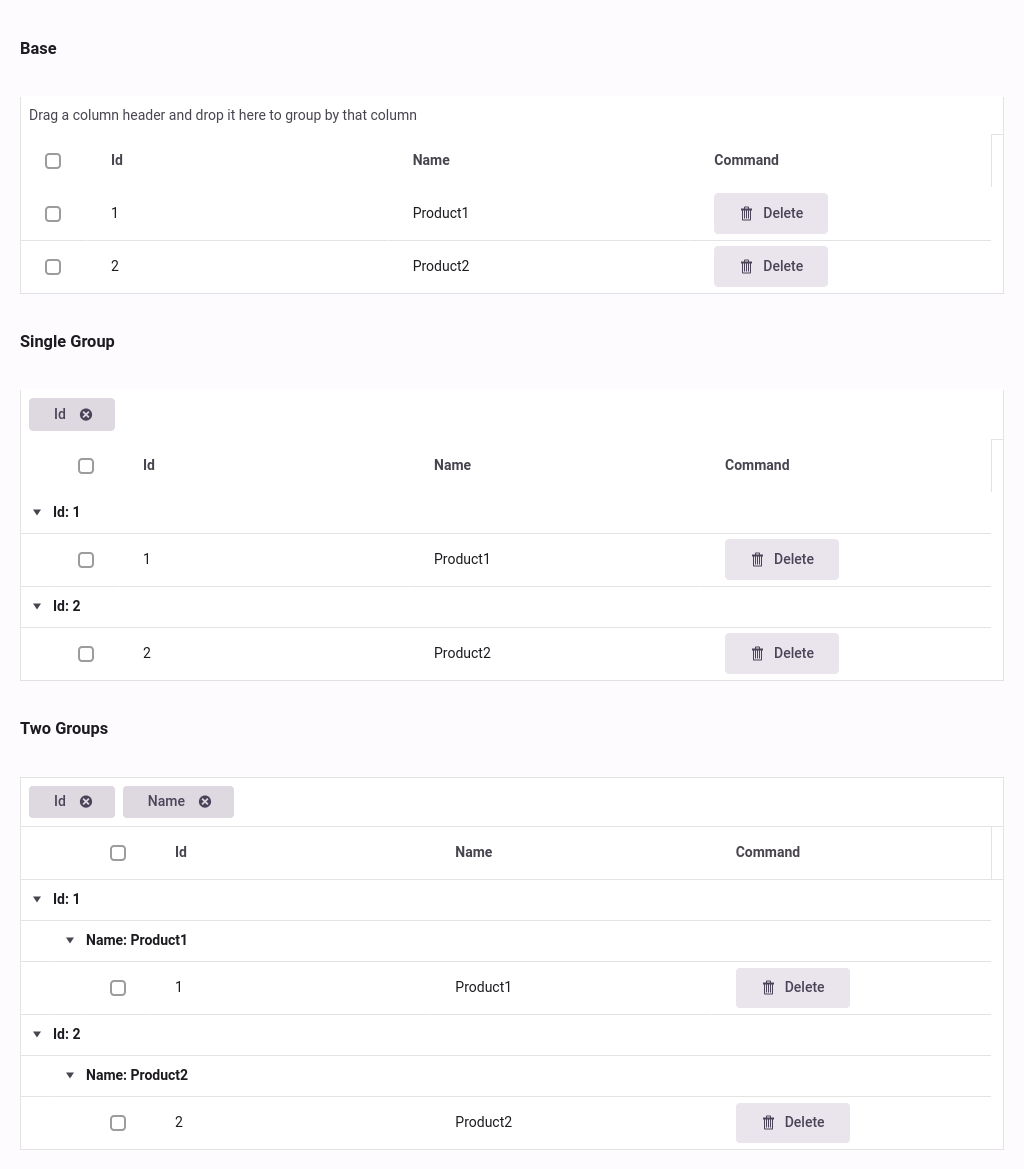 Base
Drag a column header and drop it here to group by that column
Id Name Command
1 Product1 Delete
2 Product2 Delete
Single Group
Id
Id Name Command
Id: 1
1 Product1 Delete
Id: 2
2 Product2 Delete
Two Groups
Id Name
Id Name Command
Id: 1
Name: Product1
1 Product1 Delete
Id: 2
Name: Product2
2 Product2 Delete